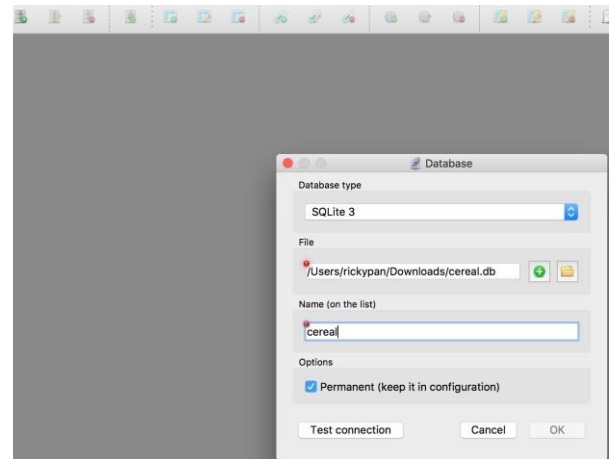 Database
Database type
SQLite 3
File
/Users/rickypan/Downloads/cereal.db
Name (on the list)
cereal
Options
Permanent (keep it in configuration)
Test connection
Cancel
OK